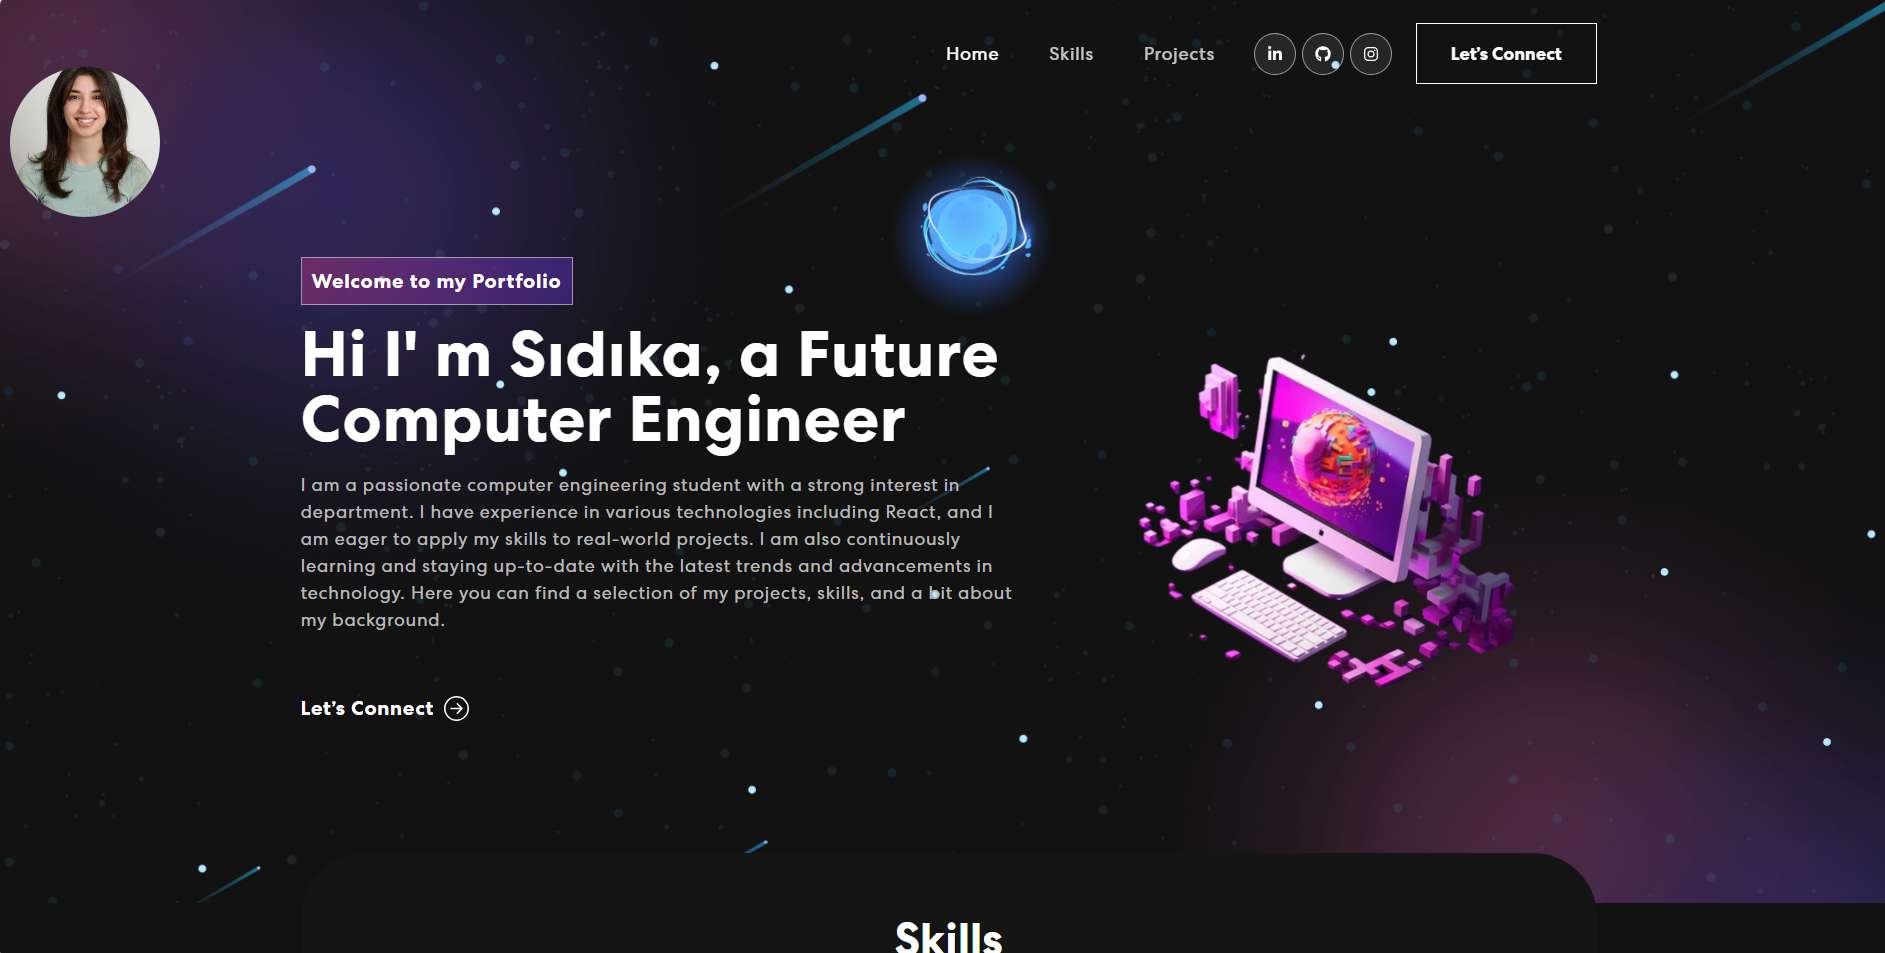 Home Skills Projects in Let's Connect
Welcome to my Portfolio
Hi I' m Sıdıka, a Future
Computer Engineer
I am a passionate computer engineering student with a strong interest in
department. I have experience in various technologies including React, and I
am eager to apply my skills to real-world projects. I am also continuously
learning and staying up-to-date with the latest trends and advancements in
technology. Here you can find a selection of my projects, skills, and a bit about
my background.
Let's Connect
Skills